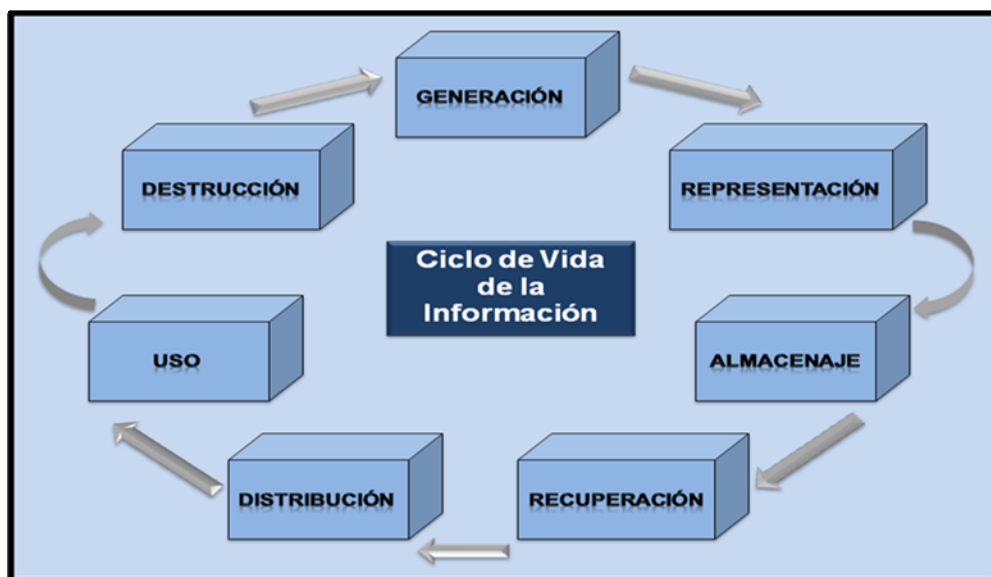 GENERACIÓN
REPRESENTACIÓN
ALMACENAJE
RECUPERACIÓN
DISTRIBUCIÓN
USO
DESTRUCCIÓN
Ciclo de Vida
de la
Información